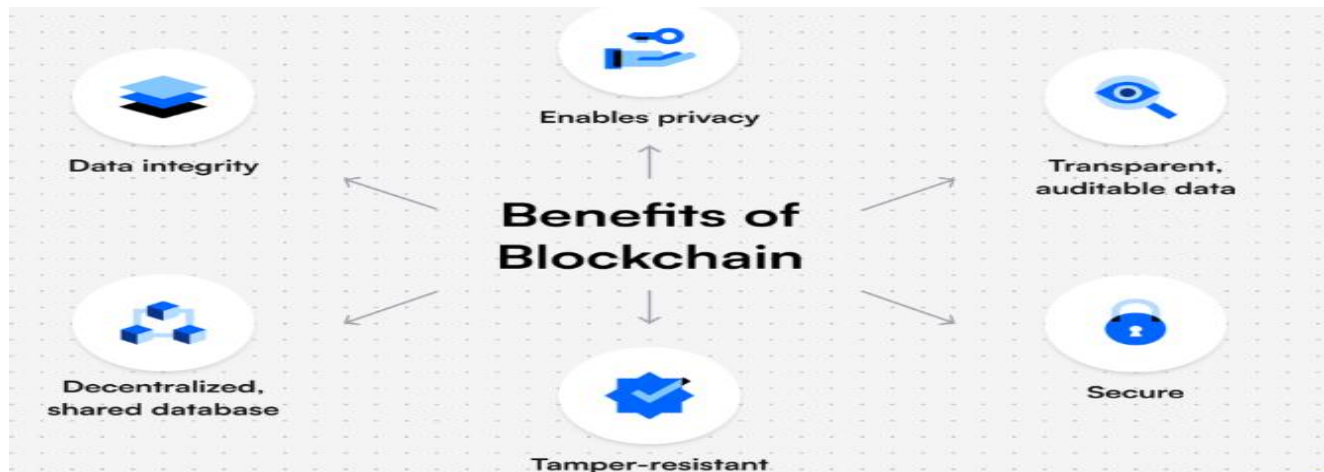 Enables privacy
Data integrity
Transparent,
auditable data
Benefits of
Blockchain
Decentralized,
shared database
Secure
Tamper-resistant